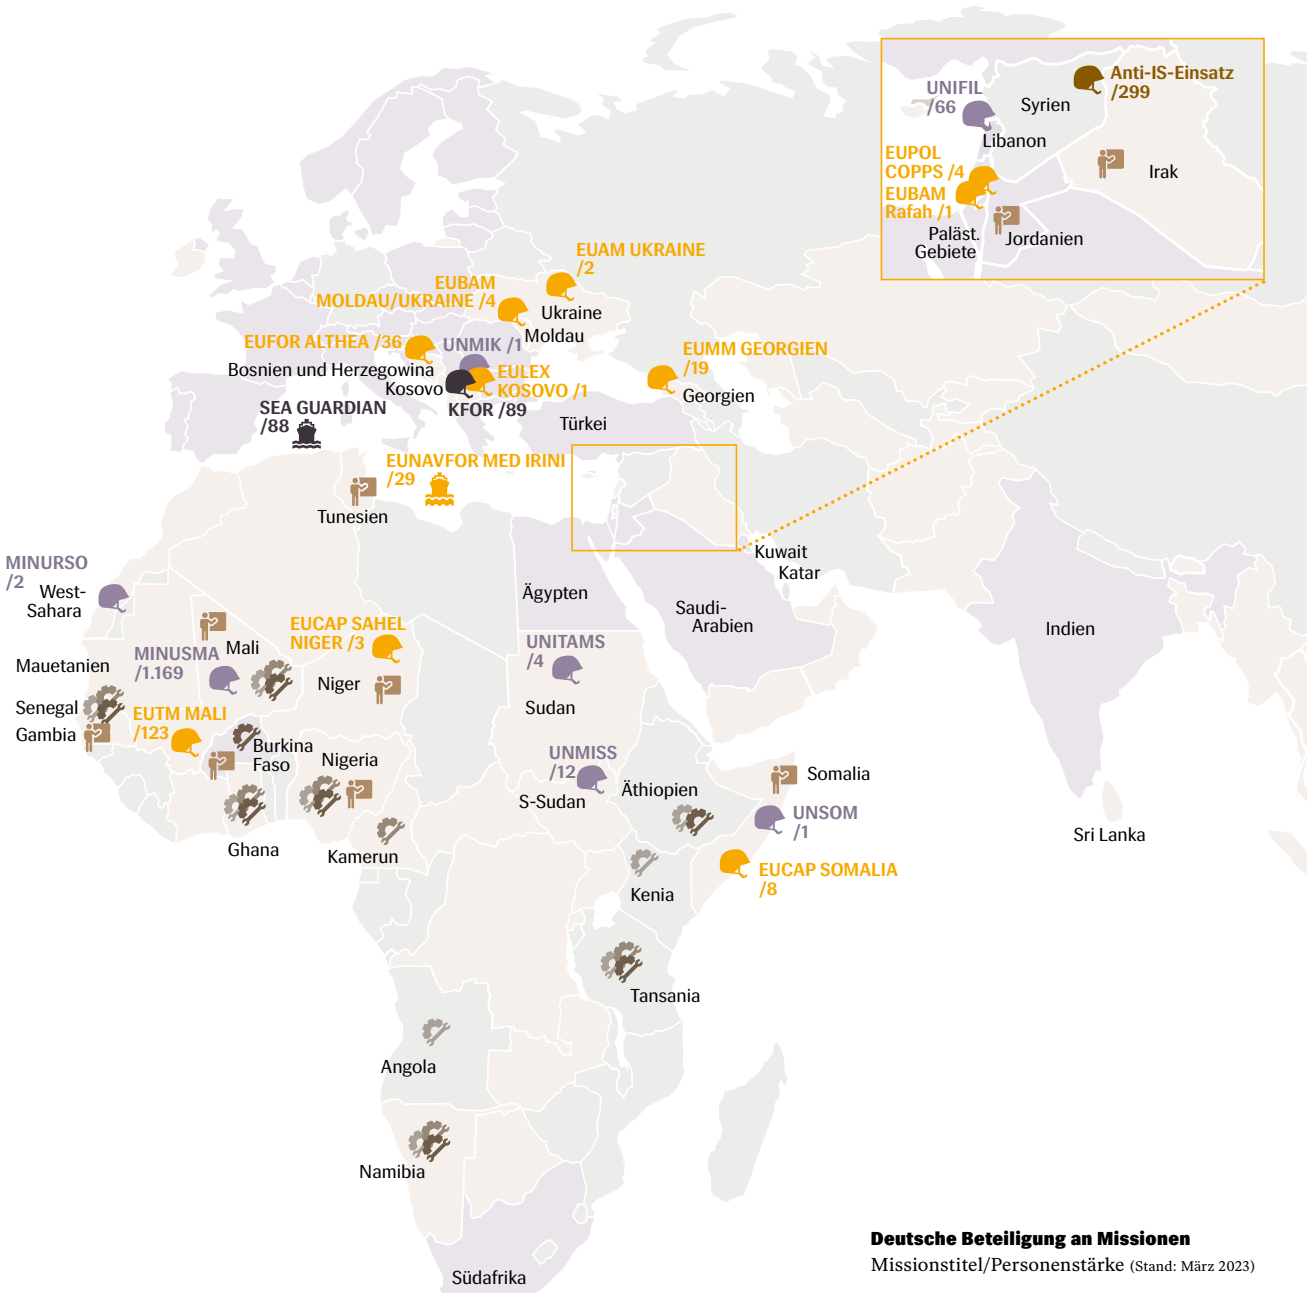 Anti-IS-Einsatz
/299
UNIFIL
/66
Syrien
Libanon
EUPOL
COPPS /4
EUBAM
Rafah /1
Irak
Paläst.
Gebiete
Jordanien
EUAM UKRAINE
/2
EUBAM
MOLDAU/UKRAINE /4
Ukraine
Moldau
EUFOR ALTHEA /36
UNMIK /1
Bosnien und Herzegowina
Kosovo
EULEX
KOSOVO /1
KFOR /89
EUMM GEORGIEN
/19
Georgien
SEA GUARDIAN
/88
Türkei
EUNAVFOR MED IRINI
/29
Tunesien
Kuwait
Katar
MINURSO
/2
West-
Sahara
Ägypten
Saudi-
Arabien
Indien
EUCAP SAHEL
NIGER /3
Mali
MINUSMA
/1.169
Mauetanien
UNITAMS
/4
Niger
Senegal
Gambia
EUTM MALI
/123
Sudan
Burkina
Faso
Nigeria
UNMISS
/12
S-Sudan
Äthiopien
Somalia
UNSOM
/1
Sri Lanka
Ghana
Kamerun
EUCAP SOMALIA
/8
Kenia
Tansania
Angola
Namibia
Südafrika
Deutsche Beteiligung an Missionen
Missionstitel/Personenstärke (Stand: März 2023)